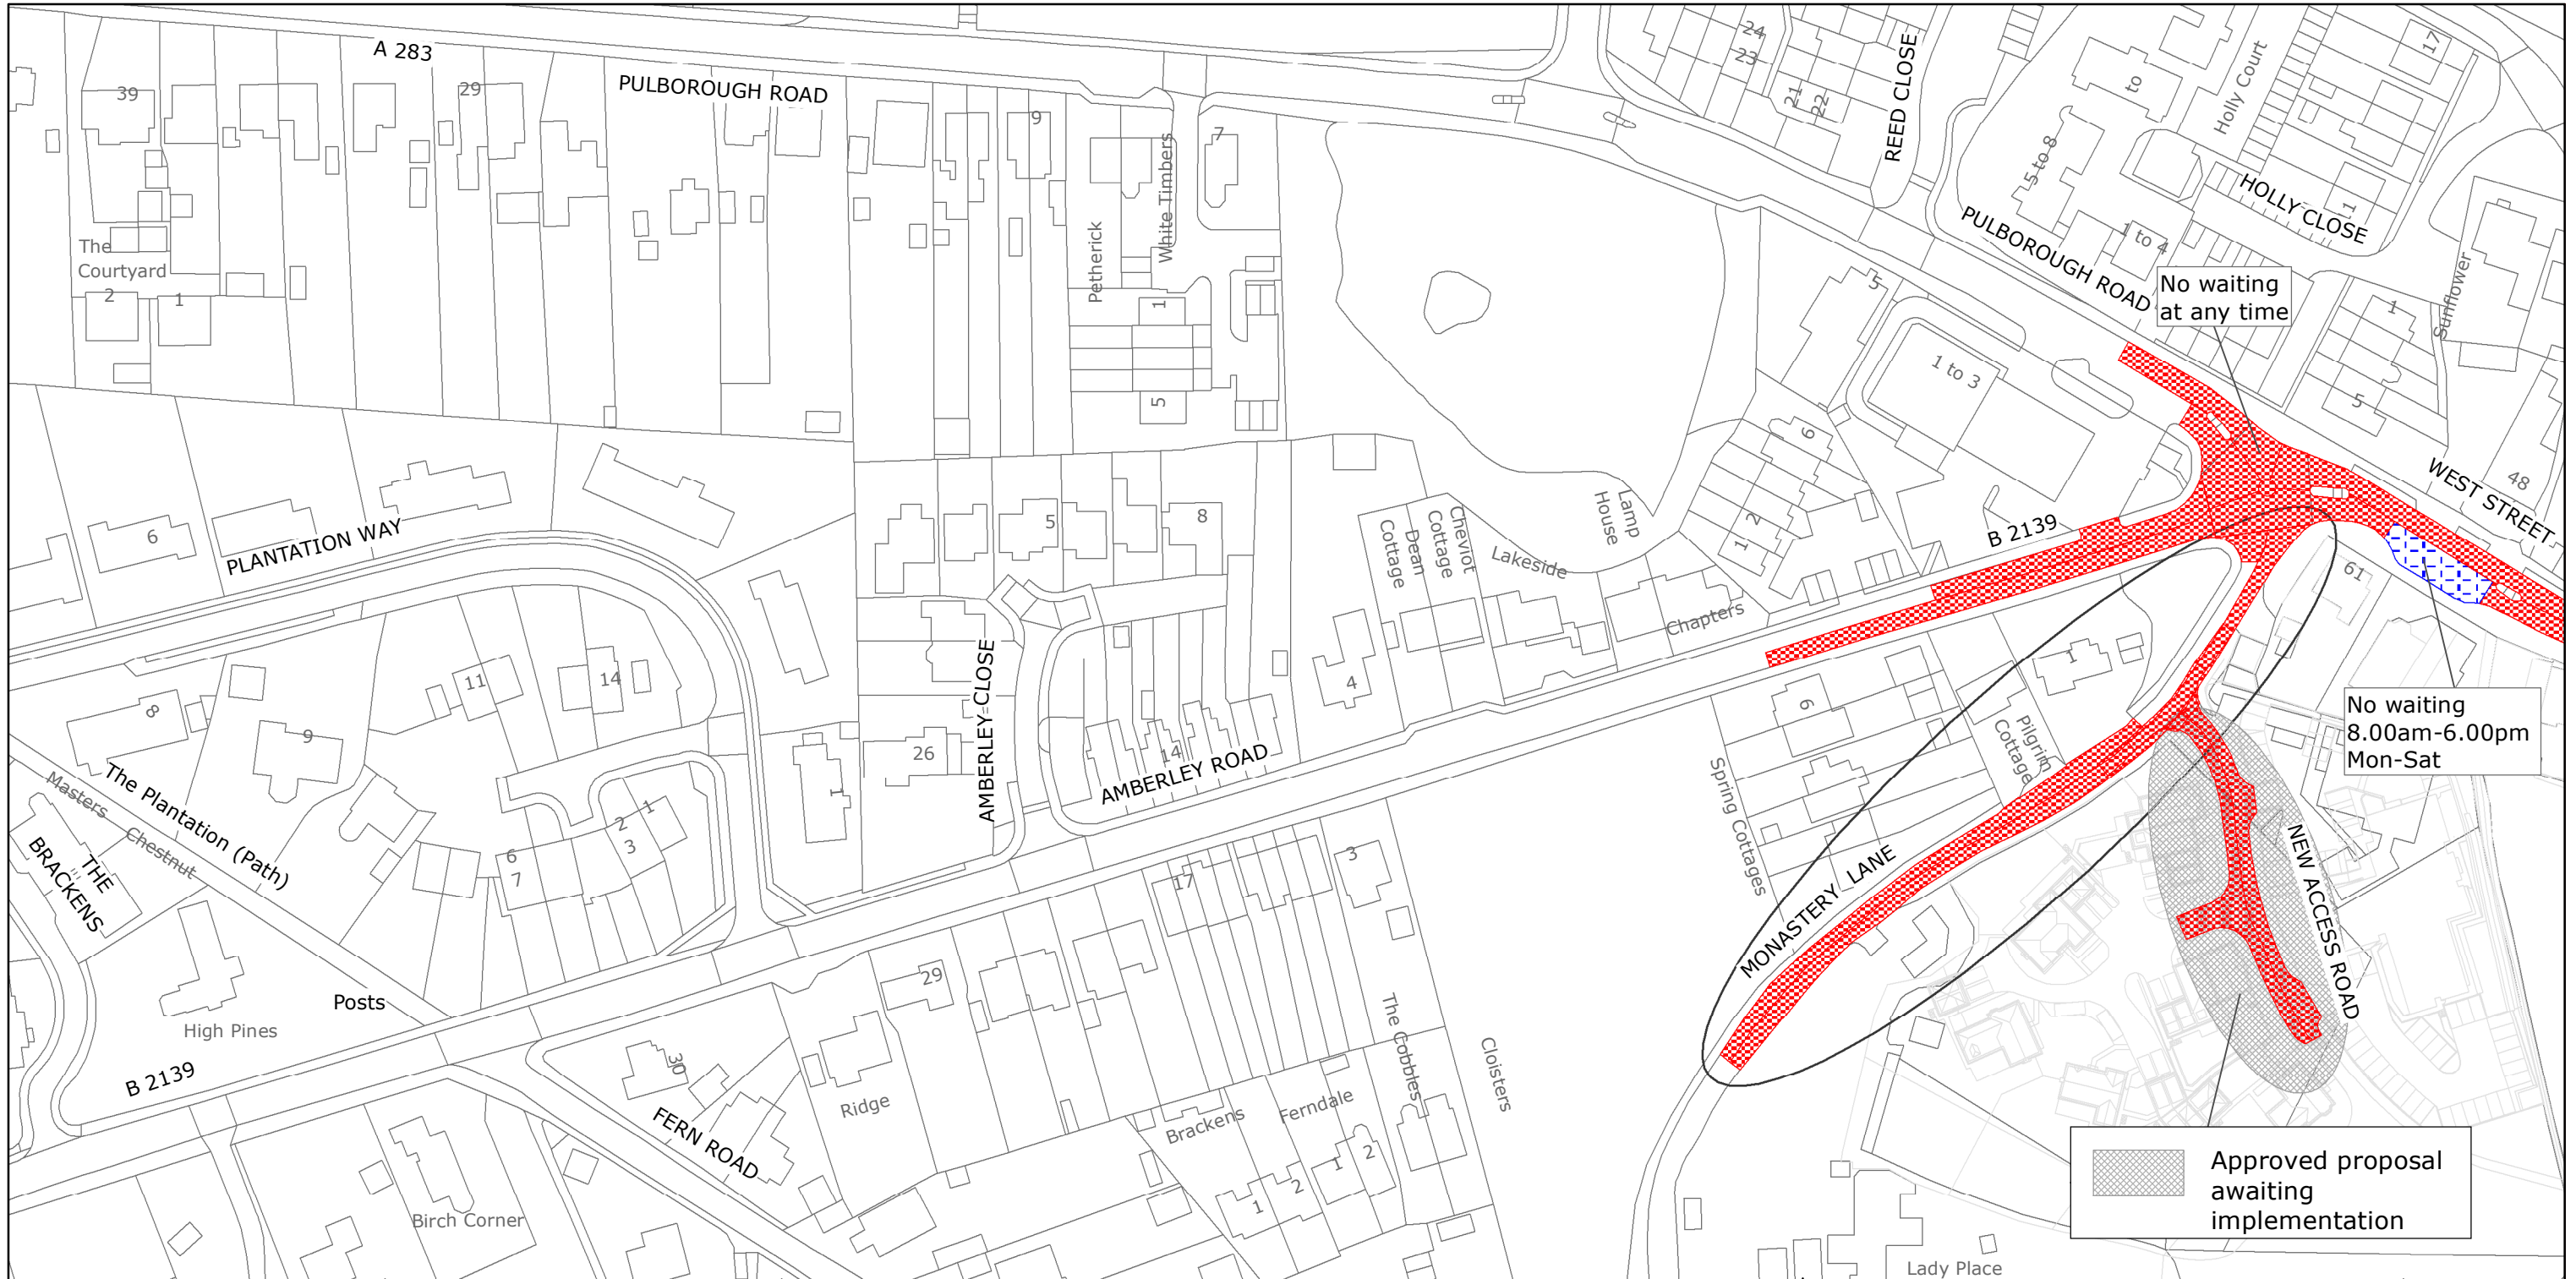 A 283
PULBOROUGH ROAD
39
29
9
7
White Timbers
Petherick
The
Courtyard
2
1
1
5
24
23
21
22
REED CLOSE
to
Holly Court
17
5 to 8
HOLLY CLOSE
1
1 to 4
PULBOROUGH ROAD
No waiting
at any time
Sunflower
1
5
48
WEST STREET
5
1 to 3
6
2
1
B 2139
61
Lamp
House
Lakeside
Cheviot
Cottage
Dean
Cottage
Chapters
4
5
8
6
PLANTATION WAY
11
14
8
9
The Plantation (Path)
Masters
Chestnut
THE
BRACKENS
1
2
3
6
7
1
26
AMBERLEY CLOSE
14
AMBERLEY ROAD
6
Spring Cottages
Pilgrim
Cottage
1
No waiting
8.00am-6.00pm
Mon-Sat
MONASTERY LANE
NEW ACCESS ROAD
17
3
29
Posts
High Pines
B 2139
30
Ridge
FERN ROAD
Brackens
Ferndale
The Cobbles
Cloisters
1
2
1
2
Birch Corner
Lady Place
Approved proposal
awaiting
implementation